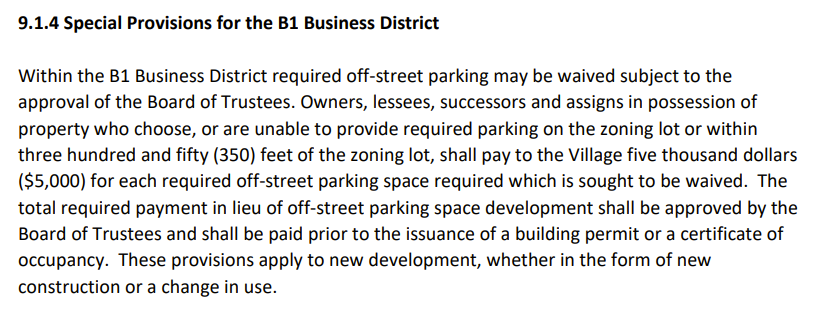 9.1.4 Special Provisions for the B1 Business District
Within the B1 Business District required off-street parking may be waived subject to the
approval of the Board of Trustees. Owners, lessees, successors and assigns in possession of
property who choose, or are unable to provide required parking on the zoning lot or within
three hundred and fifty (350) feet of the zoning lot, shall pay to the Village five thousand dollars
($5,000) for each required off-street parking space required which is sought to be waived.  The
total required payment in lieu of off-street parking space development shall be approved by the
Board of Trustees and shall be paid prior to the issuance of a building permit or a certificate of
occupancy.  These provisions apply to new development, whether in the form of new
construction or a change in use.